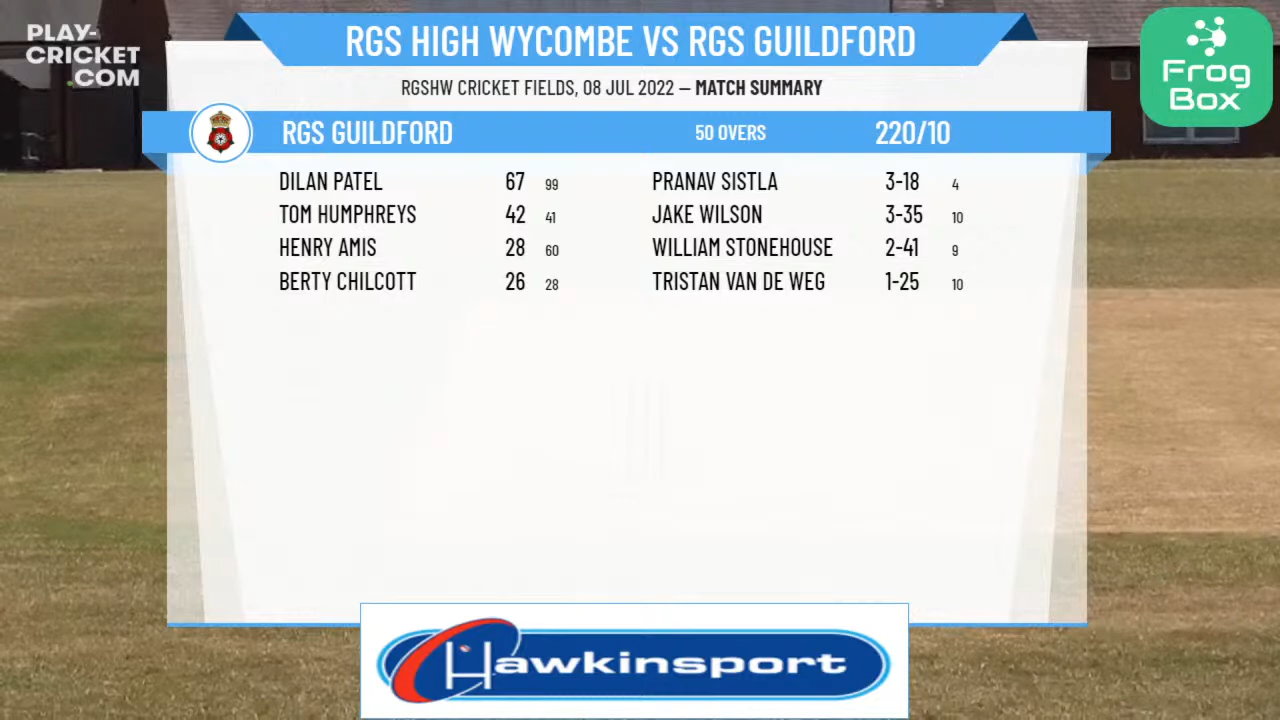 PLAY-
CRICKET
.COM
RGS HIGH WYCOMBE VS RGS GUILDFORD
Frog
Box
RGSHW CRICKET FIELDS, 08 JUL 2022 – MATCH SUMMARY
RGS GUILDFORD 50 OVERS 220/10
DILAN PATEL 67 99 PRANAV SISTLA 3-18 4
TOM HUMPHREYS 42 41 JAKE WILSON 3-35 10
HENRY AMIS 28 60 WILLIAM STONEHOUSE 2-41 9
BERTY CHILCOTT 26 28 TRISTAN VAN DE WEG 1-25 10
Hawkinsport